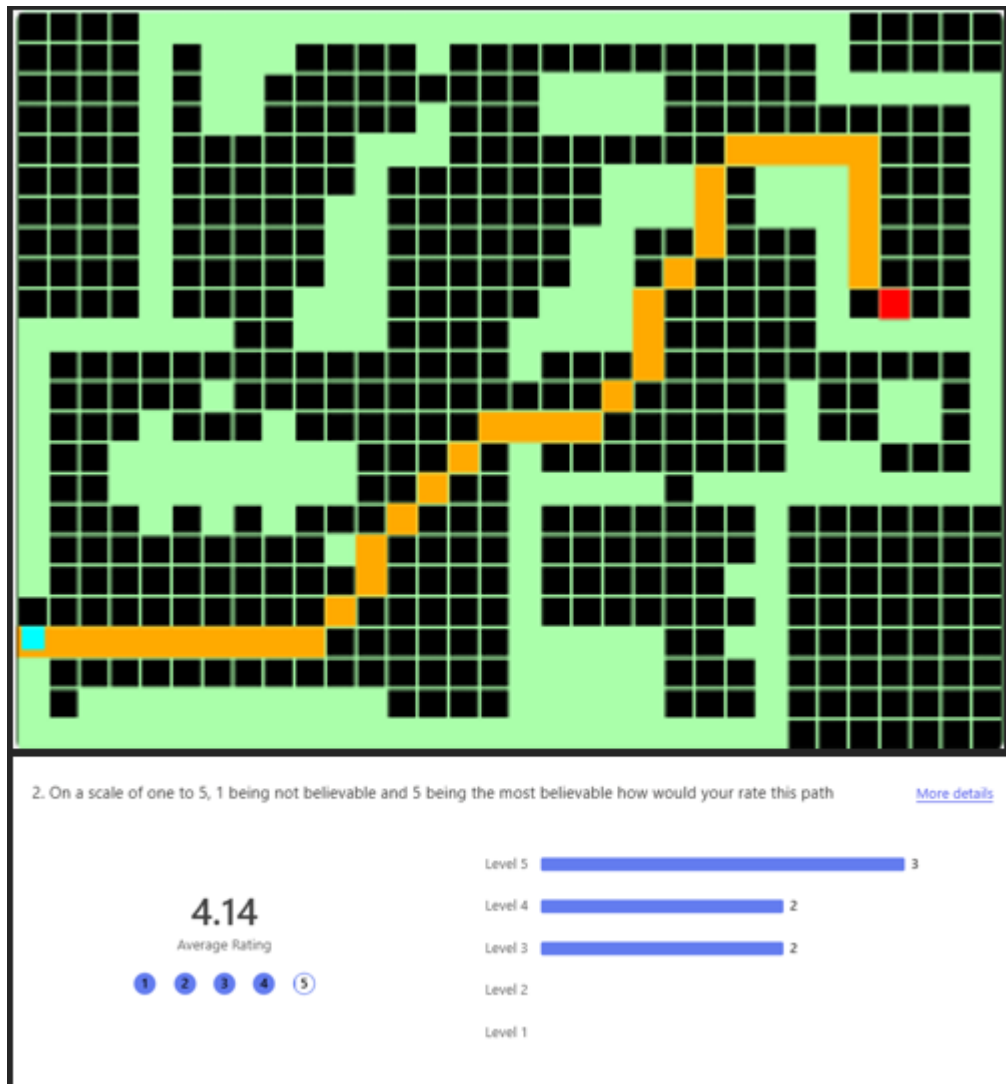 2. On a scale of one to 5, 1 being not believable and 5 being the most believable how would your rate this path
More details
4.14
Average Rating
1 2 3 4 5
Level 5 3
Level 4 2
Level 3 2
Level 2
Level 1